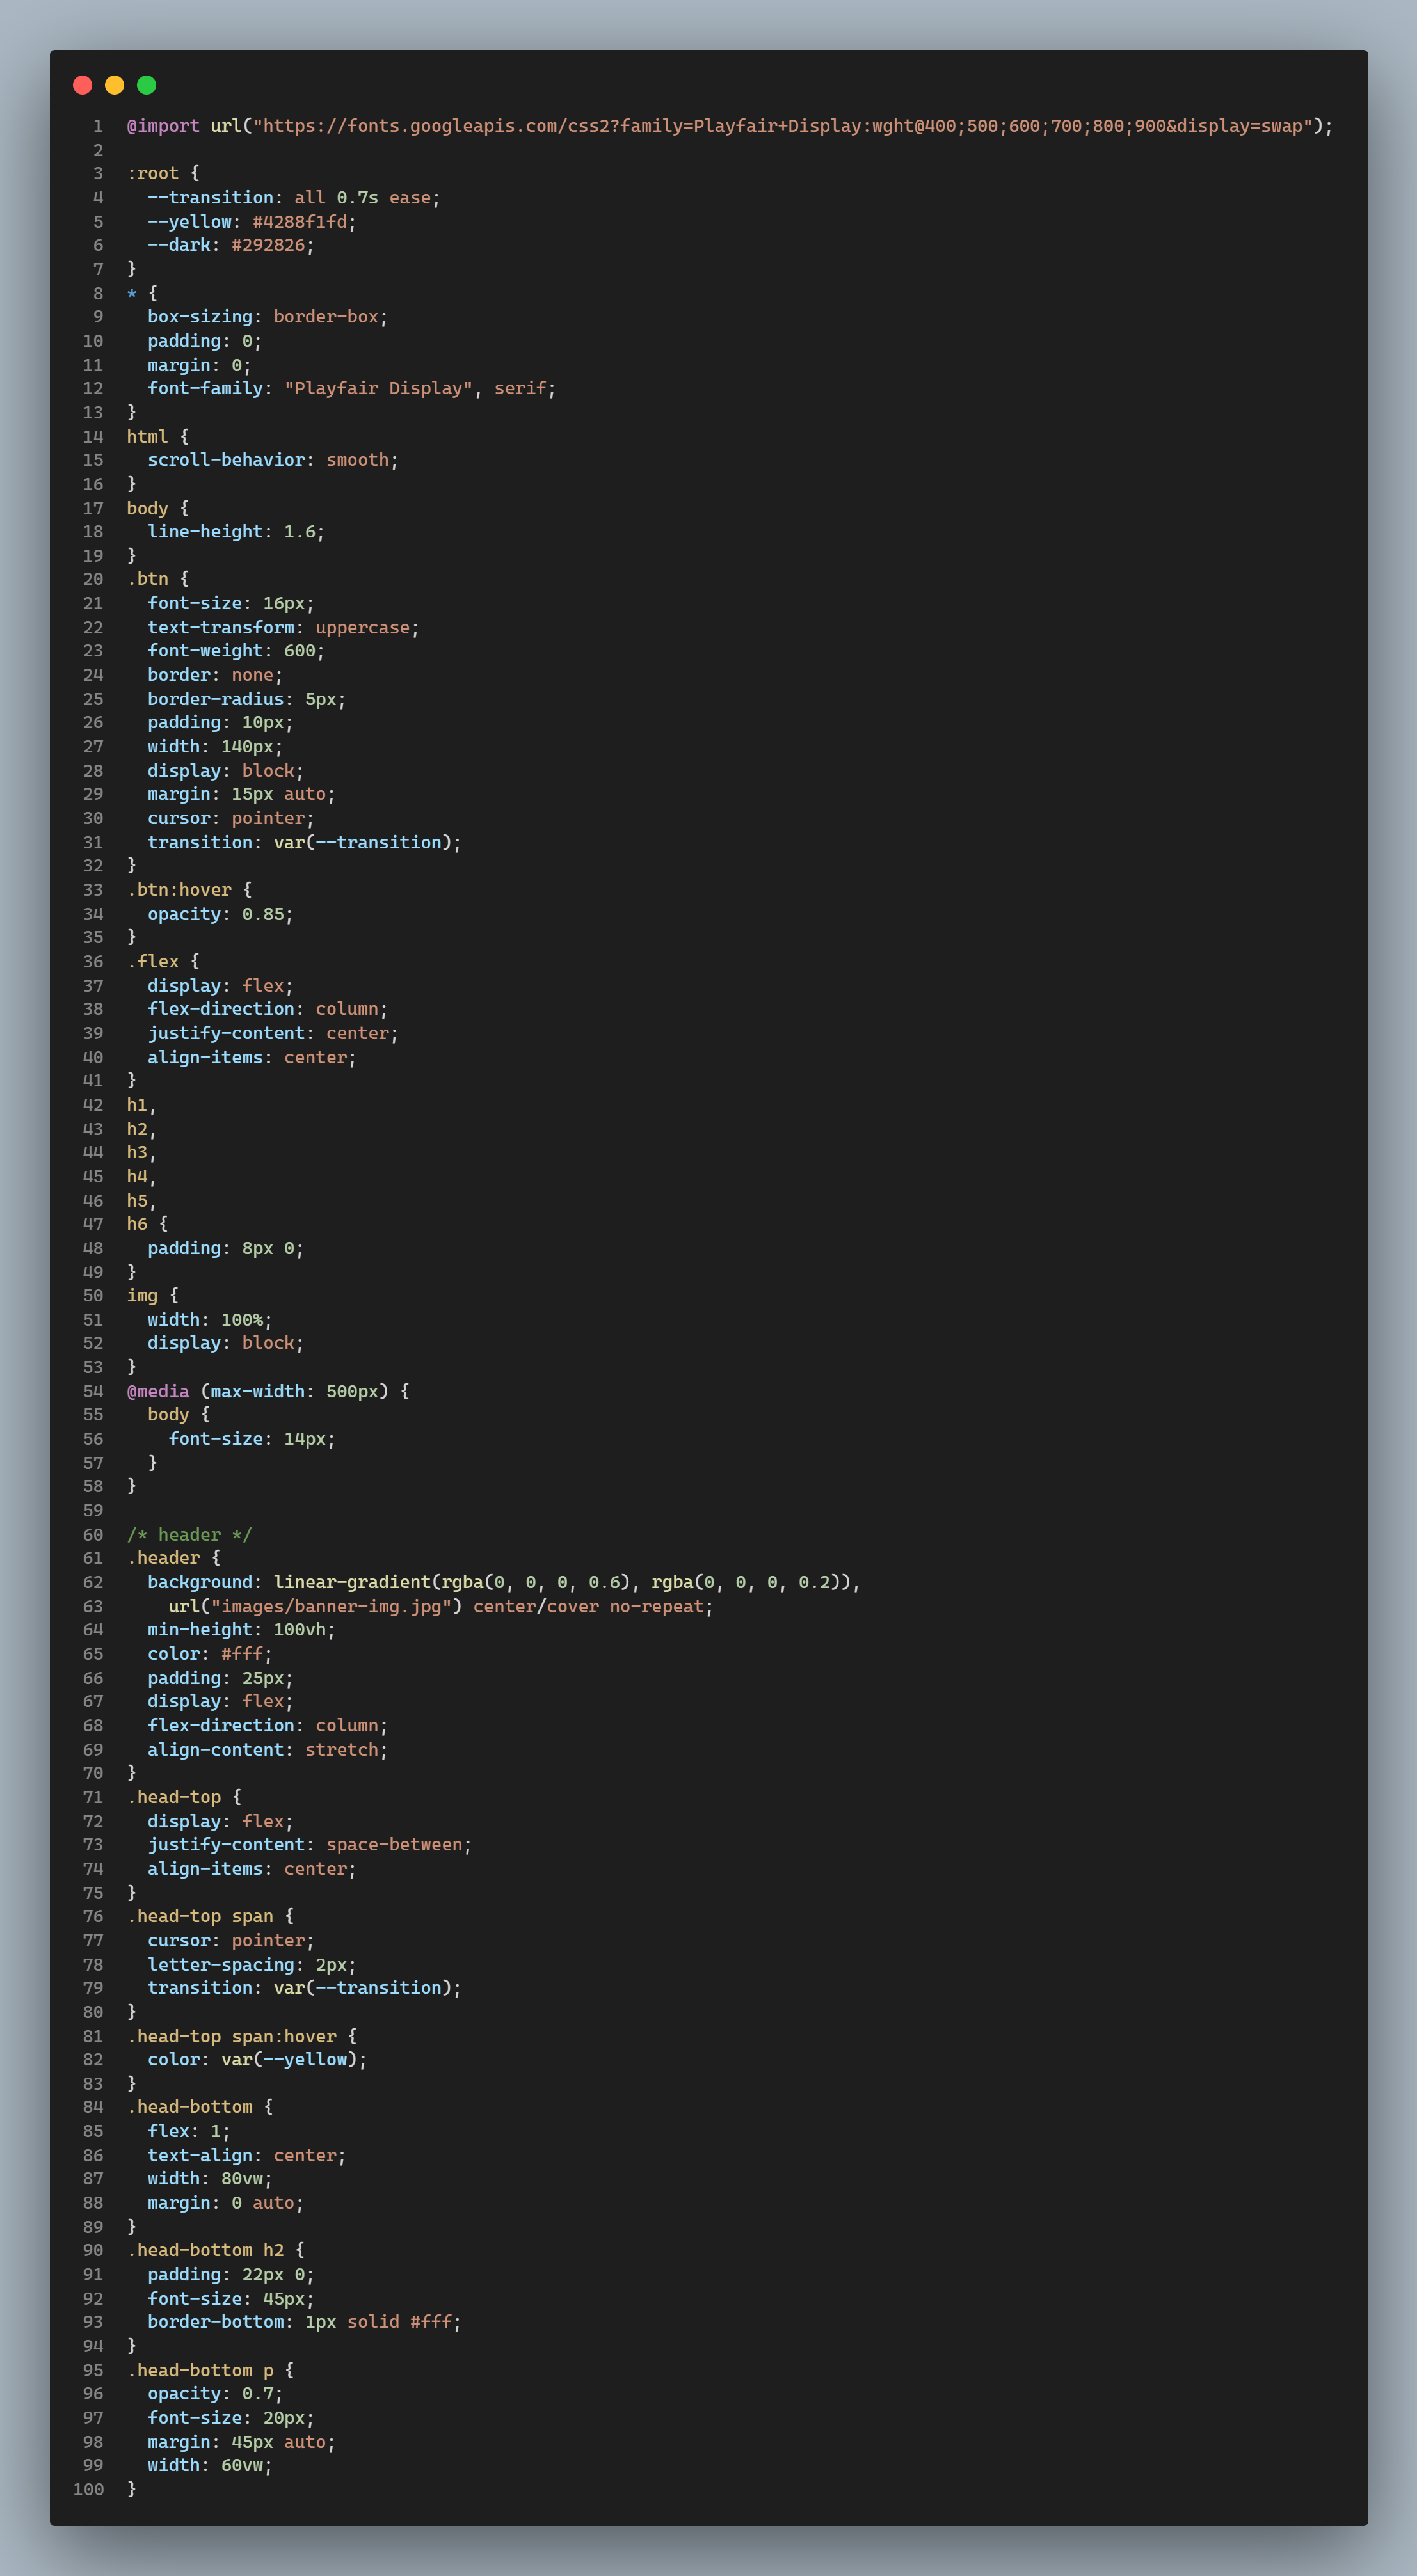 1 @import url("https://fonts.googleapis.com/css2?family=Playfair+Display:wght@400;500;600;700;800;900&display=swap");
2
3 :root {
4   --transition: all 0.7s ease;
5   --yellow: #4288f1fd;
6   --dark: #292826;
7 }
8 * {
9   box-sizing: border-box;
10   padding: 0;
11   margin: 0;
12   font-family: "Playfair Display", serif;
13 }
14 html {
15   scroll-behavior: smooth;
16 }
17 body {
18   line-height: 1.6;
19 }
20 .btn {
21   font-size: 16px;
22   text-transform: uppercase;
23   font-weight: 600;
24   border: none;
25   border-radius: 5px;
26   padding: 10px;
27   width: 140px;
28   display: block;
29   margin: 15px auto;
30   cursor: pointer;
31   transition: var(--transition);
32 }
33 .btn:hover {
34   opacity: 0.85;
35 }
36 .flex {
37   display: flex;
38   flex-direction: column;
39   justify-content: center;
40   align-items: center;
41 }
42 h1,
43 h2,
44 h3,
45 h4,
46 h5,
47 h6 {
48   padding: 8px 0;
49 }
50 img {
51   width: 100%;
52   display: block;
53 }
54 @media (max-width: 500px) {
55   body {
56     font-size: 14px;
57   }
58 }
59
60 /* header */
61 .header {
62   background: linear-gradient(rgba(0, 0, 0, 0.6), rgba(0, 0, 0, 0.2)),
63     url("images/banner-img.jpg") center/cover no-repeat;
64   min-height: 100vh;
65   color: #fff;
66   padding: 25px;
67   display: flex;
68   flex-direction: column;
69   align-content: stretch;
70 }
71 .head-top {
72   display: flex;
73   justify-content: space-between;
74   align-items: center;
75 }
76 .head-top span {
77   cursor: pointer;
78   letter-spacing: 2px;
79   transition: var(--transition);
80 }
81 .head-top span:hover {
82   color: var(--yellow);
83 }
84 .head-bottom {
85   flex: 1;
86   text-align: center;
87   width: 80vw;
88   margin: 0 auto;
89 }
90 .head-bottom h2 {
91   padding: 22px 0;
92   font-size: 45px;
93   border-bottom: 1px solid #fff;
94 }
95 .head-bottom p {
96   opacity: 0.7;
97   font-size: 20px;
98   margin: 45px auto;
99   width: 60vw;
100 }